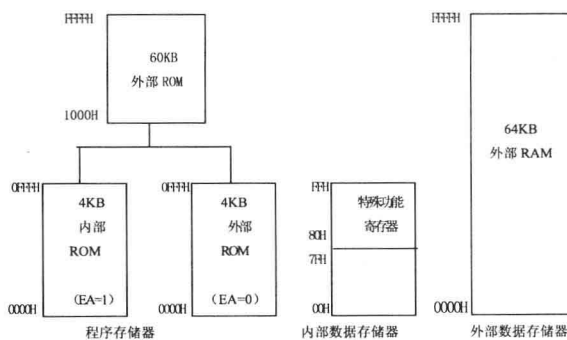 FFFFH
60KB
外部 ROM
1000H
0FFFH
4KB
内部
ROM
(EA=1)
0000H
0FFFH
4KB
外部
ROM
(EA=0)
0000H
程序存储器
FFH
特殊功能
寄存器
80H
7FH
00H
内部数据存储器
FFFFH
64KB
外部 RAM
0000H
外部数据存储器